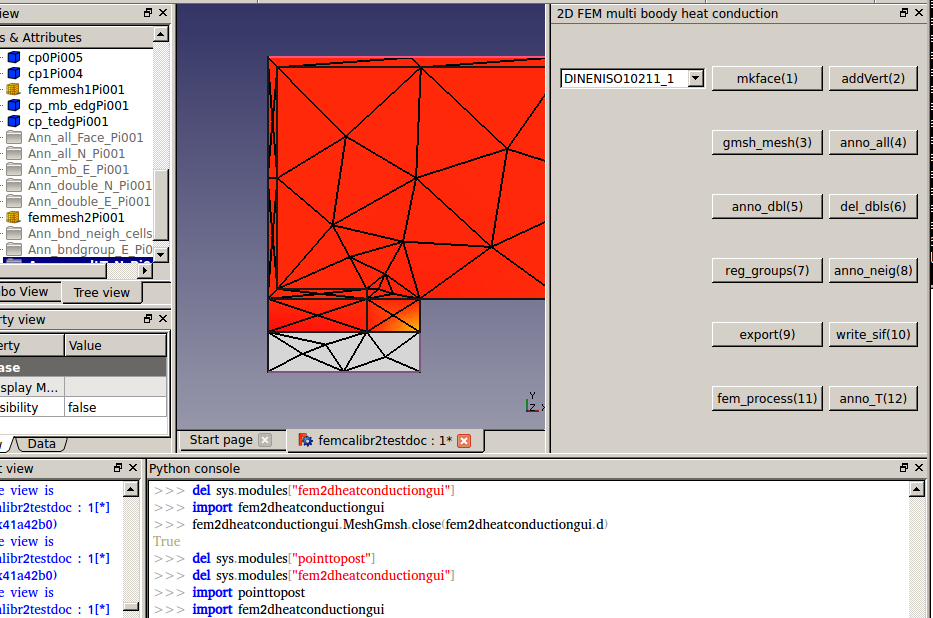 iew
s & Attributes
cp0Pi005
cp1Pi004
femmesh1Pi001
cp_mb_edgPi001
cp_tedgPi001
Ann_all_Face_Pi001
Ann_all_N_Pi001
Ann_mb_E_Pi001
Ann_double_N_Pi001
Ann_double_E_Pi001
femmesh2Pi001
Ann_bnd_neigh_cells
Ann_bndgroup_E_Pi0
bo View
Tree view
rty view
erty
Value
ase
splay M...
sibility
false
Data
Y
Z
X
Start page
femcalibr2testdoc : 1*
2D FEM multi boody heat conduction
DINENISO10211_1
mkface(1)
addVert(2)
gmsh_mesh(3)
anno_all(4)
anno_dbl(5)
del_dbls(6)
reg_groups(7)
anno_neig(8)
export(9)
write_sif(10)
fem_process(11)
anno_T(12)
t view
e view is
alibr2testdoc : 1[*]
x41a42b0)
e view is
alibr2testdoc : 1[*]
x41a42b0)
e view is
alibr2testdoc : 1[*]
Python console
>>> del sys.modules["fem2dheatconductiongui"]
>>> import fem2dheatconductiongui
>>> fem2dheatconductiongui.MeshGmsh.close(fem2dheatconductiongui.d)
True
>>> del sys.modules["pointtopost"]
>>> del sys.modules["fem2dheatconductiongui"]
>>> import pointtopost
>>> import fem2dheatconductiongui